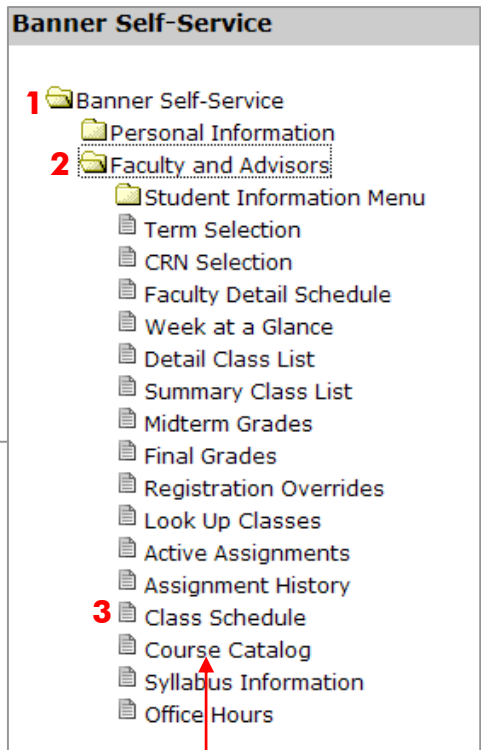 Banner Self-Service
1 Banner Self-Service
Personal Information
2 Faculty and Advisors
Student Information Menu
Term Selection
CRN Selection
Faculty Detail Schedule
Week at a Glance
Detail Class List
Summary Class List
Midterm Grades
Final Grades
Registration Overrides
Look Up Classes
Active Assignments
Assignment History
3 Class Schedule
Course Catalog
Syllabus Information
Office Hours